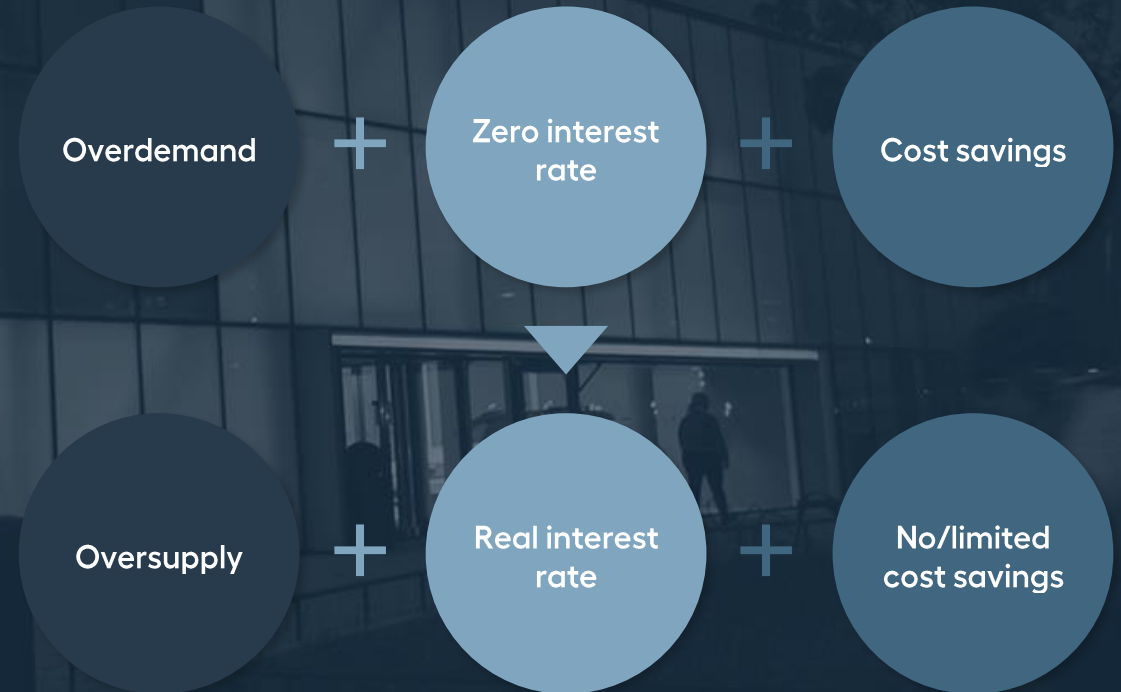 Overdemand
+
Zero interest
rate
+
Cost savings
Oversupply
+
Real interest
rate
+
No/limited
cost savings